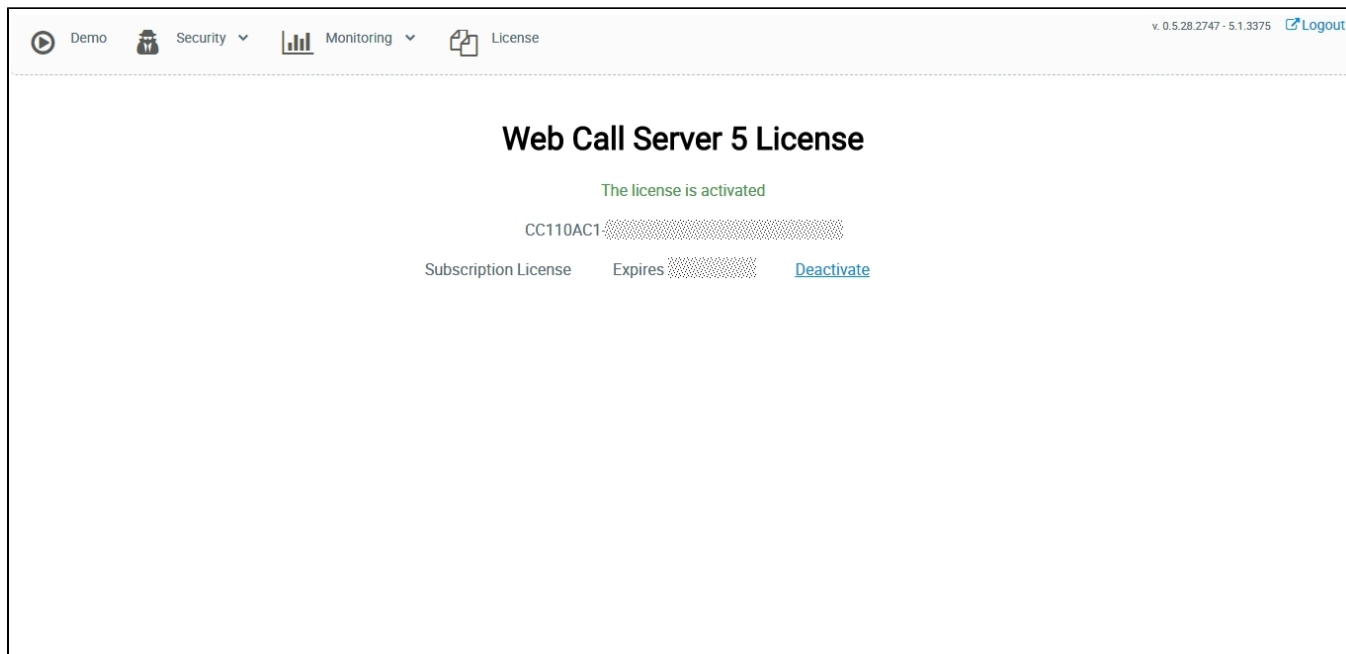 Demo Security Monitoring License v. 0.5.28.2747 - 5.1.3375 Logout
Web Call Server 5 License
The license is activated
CC110AC1-
Subscription License Expires Deactivate